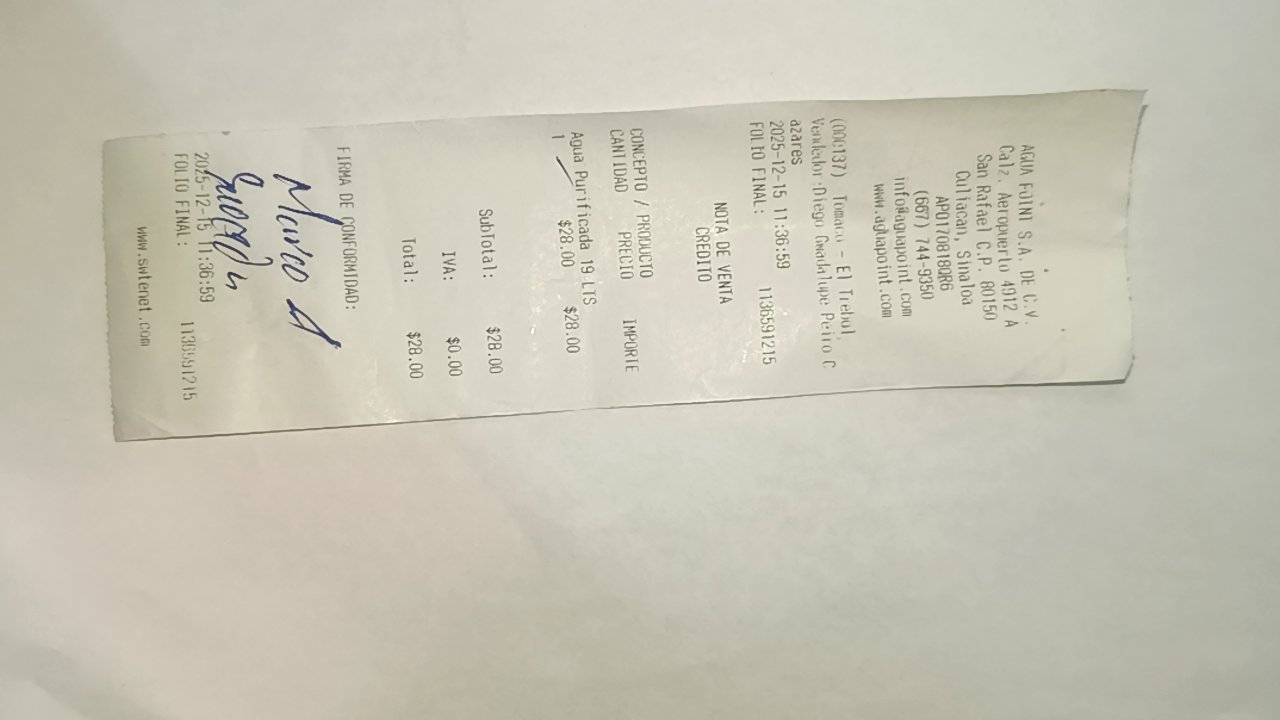 AGUA POINT S.A. DE C.V.
Calz. Aeropuerto 4912 A
San Rafael C.P. 80150
Culiacan, Sinaloa
APO170818QR6
(667) 744-9350
info@aguapoint.com
www.aguapoint.com
(000137) - Tomaco - El Trebol,
Vendedor:Diego Guadalupe Peiro C
azares
2025-12-15 11:36:59
FOLIO FINAL: 1136591215
NOTA DE VENTA
CREDITO
CONCEPTO / PRODUCTO
CANTIDAD PRECIO IMPORTE
Agua Purificada 19 LTS
1 $28.00 $28.00
SubTotal: $28.00
IVA: $0.00
Total: $28.00
FIRMA DE CONFORMIDAD:
Marco A
2025-12-15 11:36:59
FOLIO FINAL: 1136591215
www.swtenet.com